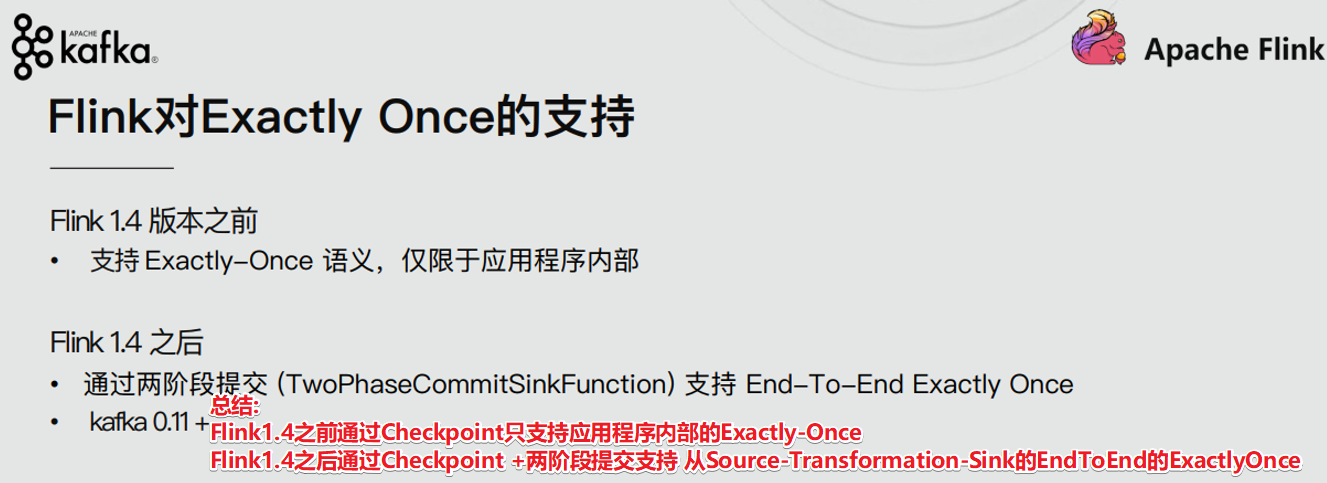 APACHE
kafka®
Apache Flink
Flink对Exactly Once的支持
Flink 1.4 版本之前
• 支持 Exactly-Once 语义，仅限于应用程序内部
Flink 1.4 之后
• 通过两阶段提交 (TwoPhaseCommitSinkFunction) 支持 End-To-End Exactly Once
• kafka 0.11 +
总结:
Flink1.4之前通过Checkpoint只支持应用程序内部的Exactly-Once
Flink1.4之后通过Checkpoint +两阶段提交支持 从Source-Transformation-Sink的EndToEnd的ExactlyOnce